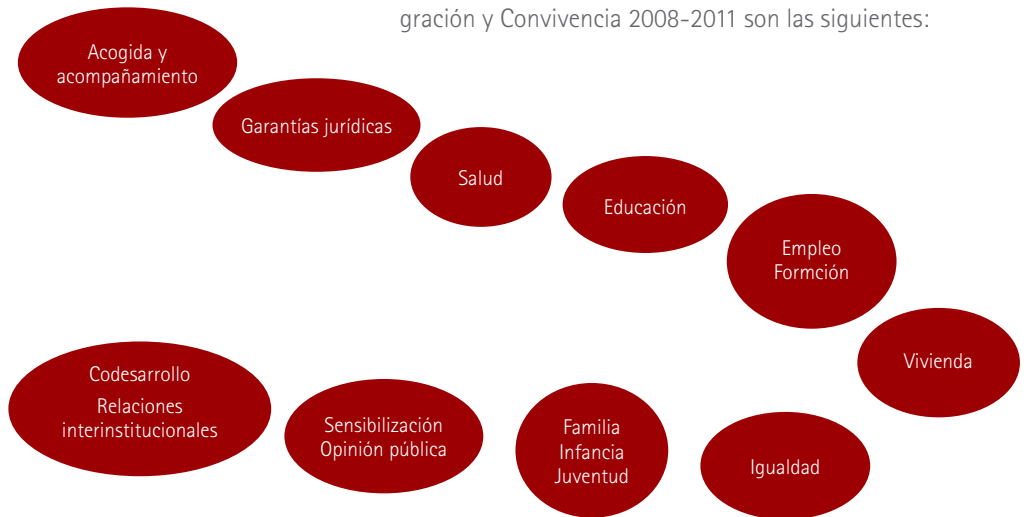 gración y Convivencia 2008-2011 son las siguientes:
Acogida y
acompañamiento
Garantías jurídicas
Salud
Educación
Empleo
Formción
Vivienda
Codesarrollo
Relaciones
interinstitucionales
Sensibilización
Opinión pública
Familia
Infancia
Juventud
Igualdad